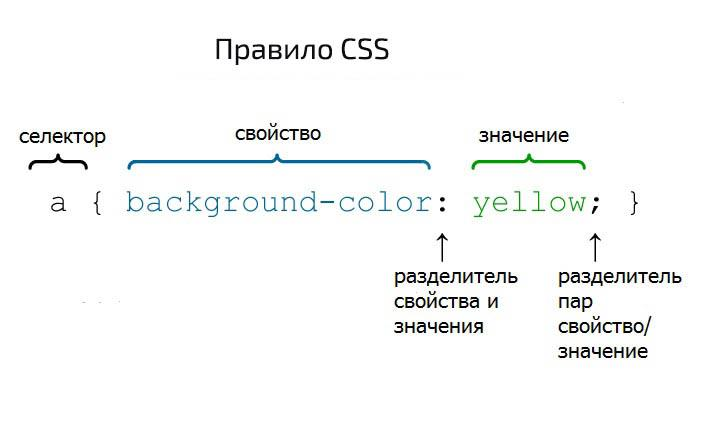 Правило CSS
селектор
свойство
значение
a { background-color: yellow; }
разделитель
свойства и
значения
разделитель
пар
свойство/
значение